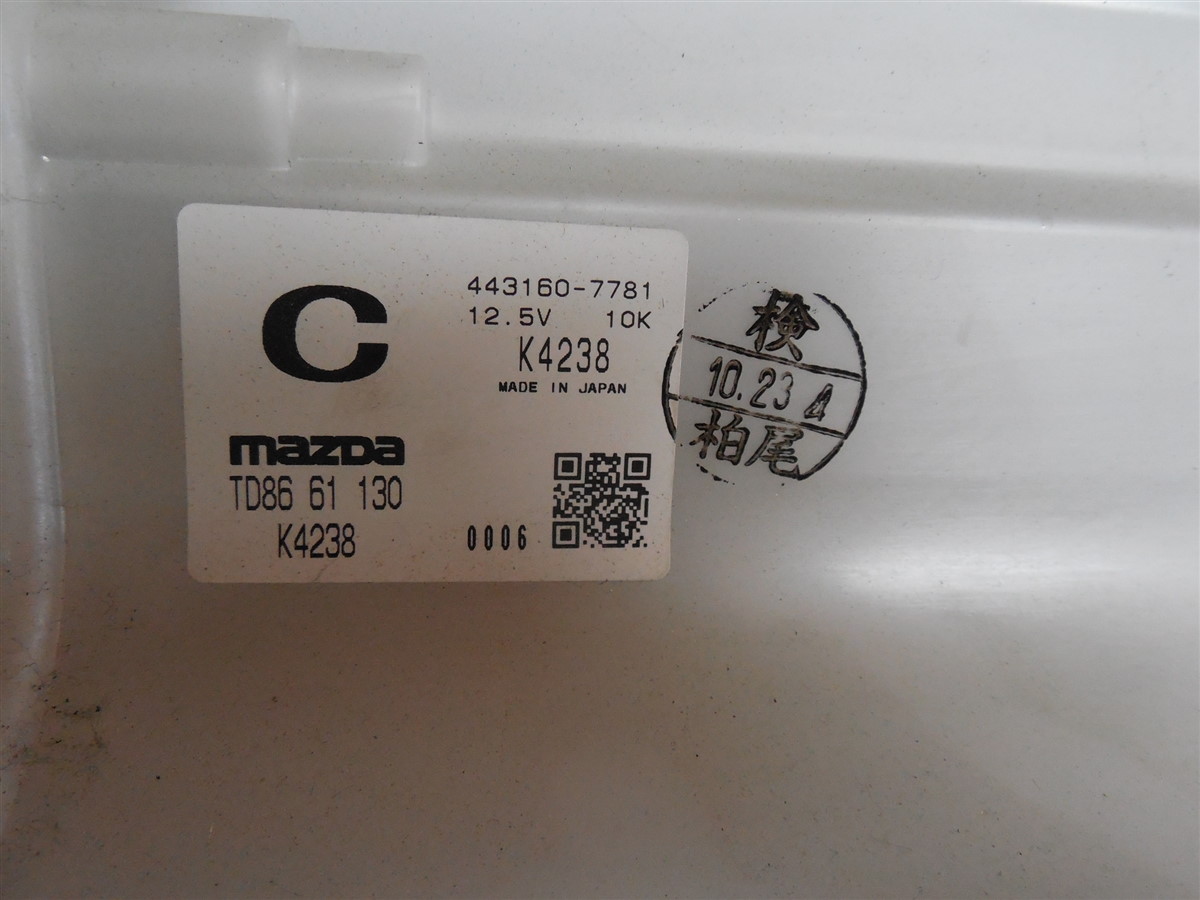 C
443160-7781
12.5V 10K
K4238
MADE IN JAPAN
mazda
TD86 61 130
K4238
0006
検
10.23 4
柏尾